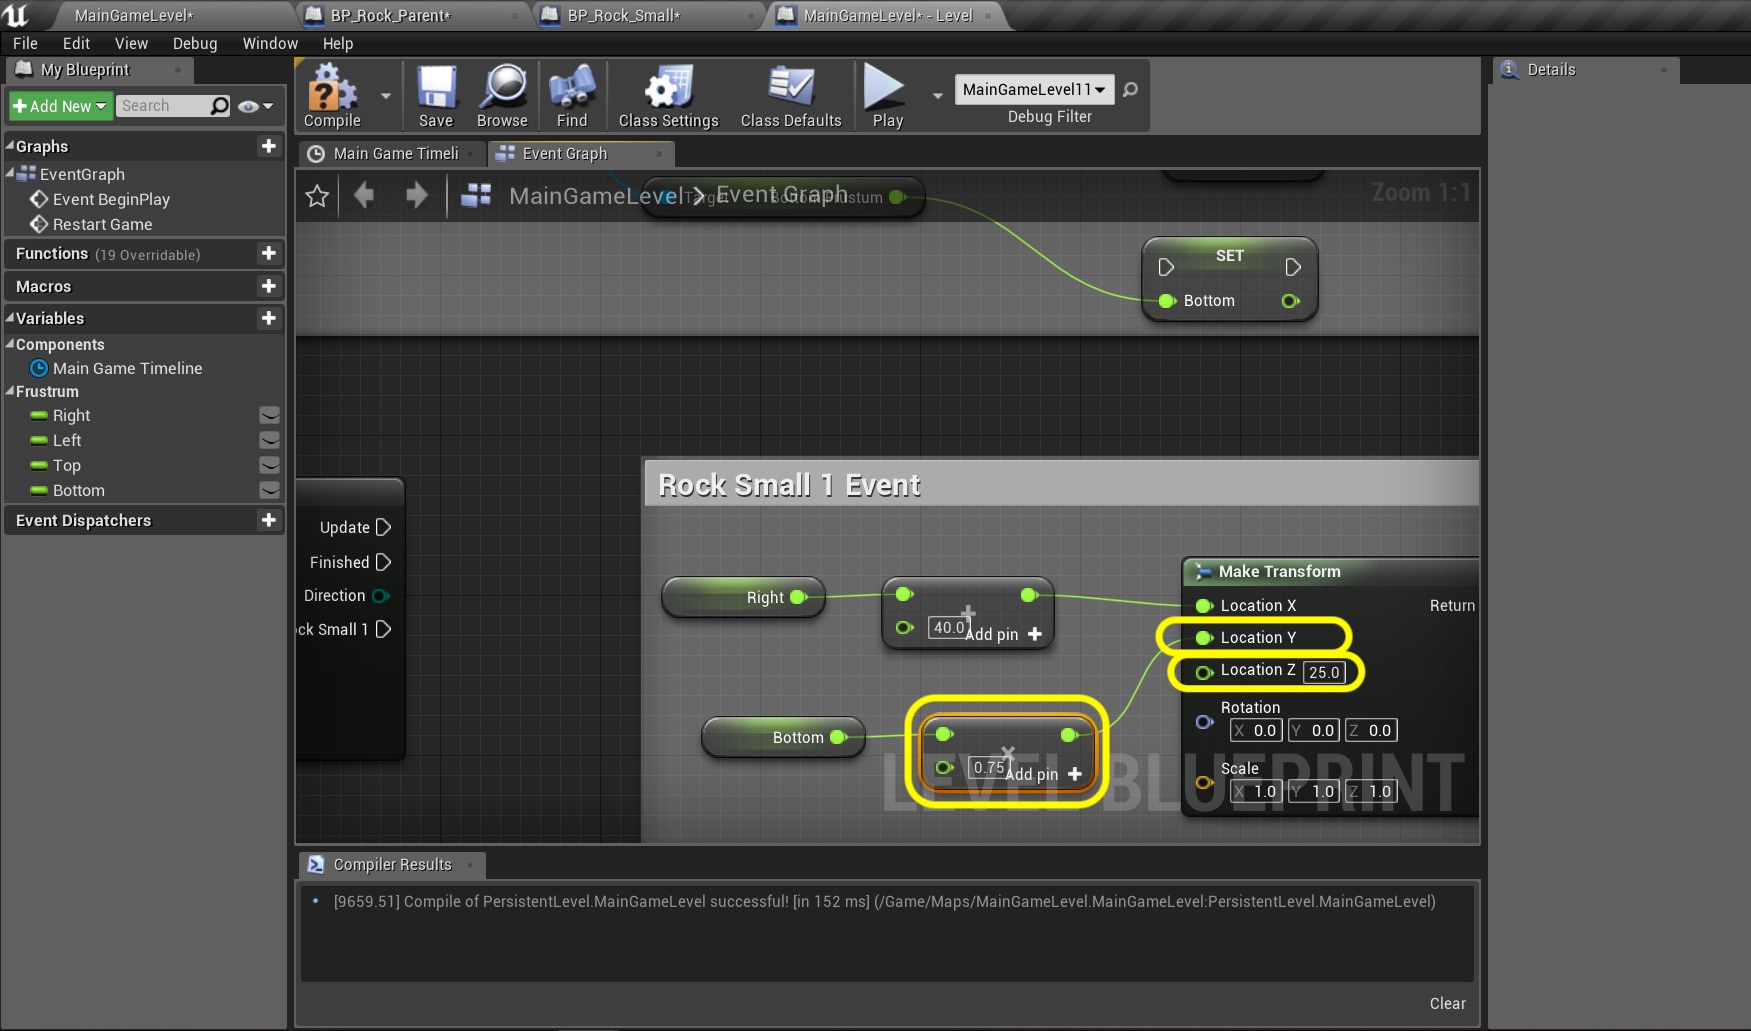 MainGameLevel*
BP_Rock_Parent*
BP_Rock_Small*
MainGameLevel* - Level
File Edit View Debug Window Help
My Blueprint
Details
Add New
Search
Compile
Save
Browse
Find
Class Settings
Class Defaults
Play
MainGameLevel11
Debug Filter
Graphs
EventGraph
Event BeginPlay
Restart Game
Functions (19 Overridable)
Macros
Variables
Components
Main Game Timeline
Frustrum
Right
Left
Top
Bottom
Event Dispatchers
Main Game Timeli
Event Graph
MainGameLevel > Event Graph
Zoom 1:1
Target Bottom Frustum
SET
Bottom
Update
Finished
Direction
ock Small 1
Rock Small 1 Event
Right
+
40.0
Add pin +
Bottom
×
0.75
Add pin +
Make Transform
Location X
Return
Location Y
Location Z 25.0
Rotation
X 0.0 Y 0.0 Z 0.0
Scale
X 1.0 Y 1.0 Z 1.0
LEVEL BLUEPRINT
Compiler Results
[9659.51] Compile of PersistentLevel.MainGameLevel successful! [in 152 ms] (/Game/Maps/MainGameLevel.MainGameLevel:PersistentLevel.MainGameLevel)
Clear